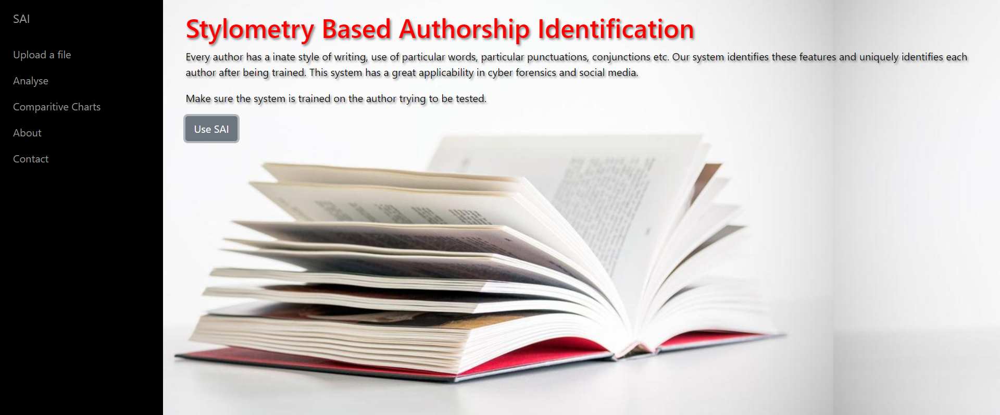 SAI
Upload a file
Analyse
Comparitive Charts
About
Contact
Stylometry Based Authorship Identification
Every author has a inate style of writing, use of particular words, particular punctuations, conjunctions etc. Our system identifies these features and uniquely identifies each
author after being trained. This system has a great applicability in cyber forensics and social media.
Make sure the system is trained on the author trying to be tested.
Use SAI